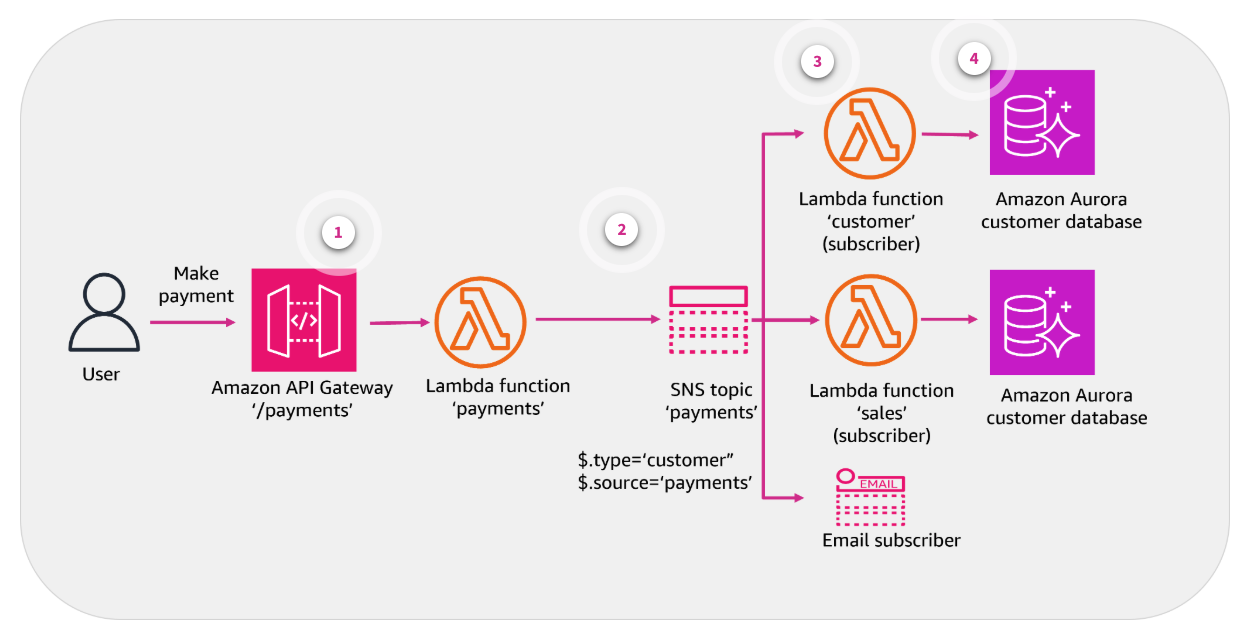 1
2
3
4
Make
payment
User
</>
Amazon API Gateway
‘/payments’
Lambda function
‘payments’
SNS topic
‘payments’
$.type=‘customer”
$.source=‘payments’
Lambda function
‘customer’
(subscriber)
Amazon Aurora
customer database
Lambda function
‘sales’
(subscriber)
Amazon Aurora
customer database
EMAIL
Email subscriber